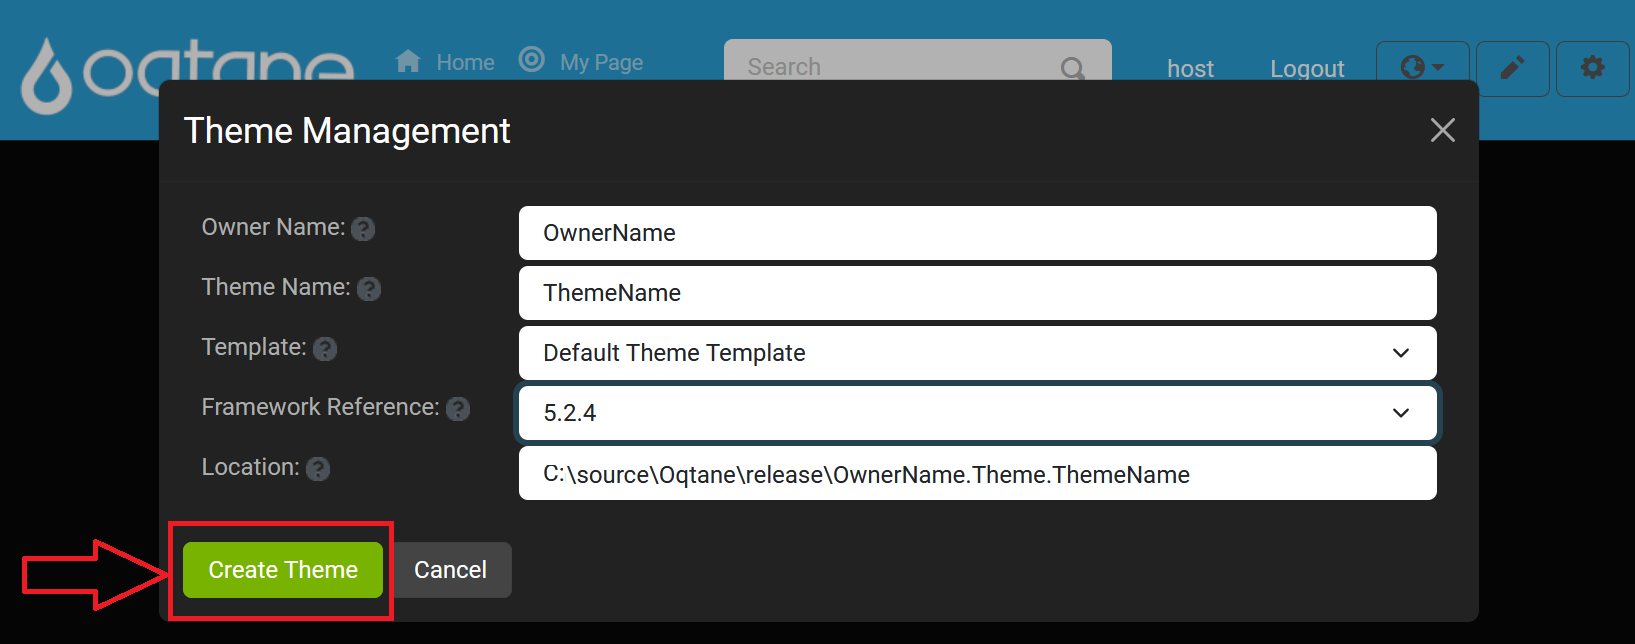 oqtane
Home
My Page
Search
host
Logout
Theme Management
Owner Name: ?
OwnerName
Theme Name: ?
ThemeName
Template: ?
Default Theme Template
Framework Reference: ?
5.2.4
Location: ?
C:\source\Oqtane\release\OwnerName.Theme.ThemeName
Create Theme
Cancel